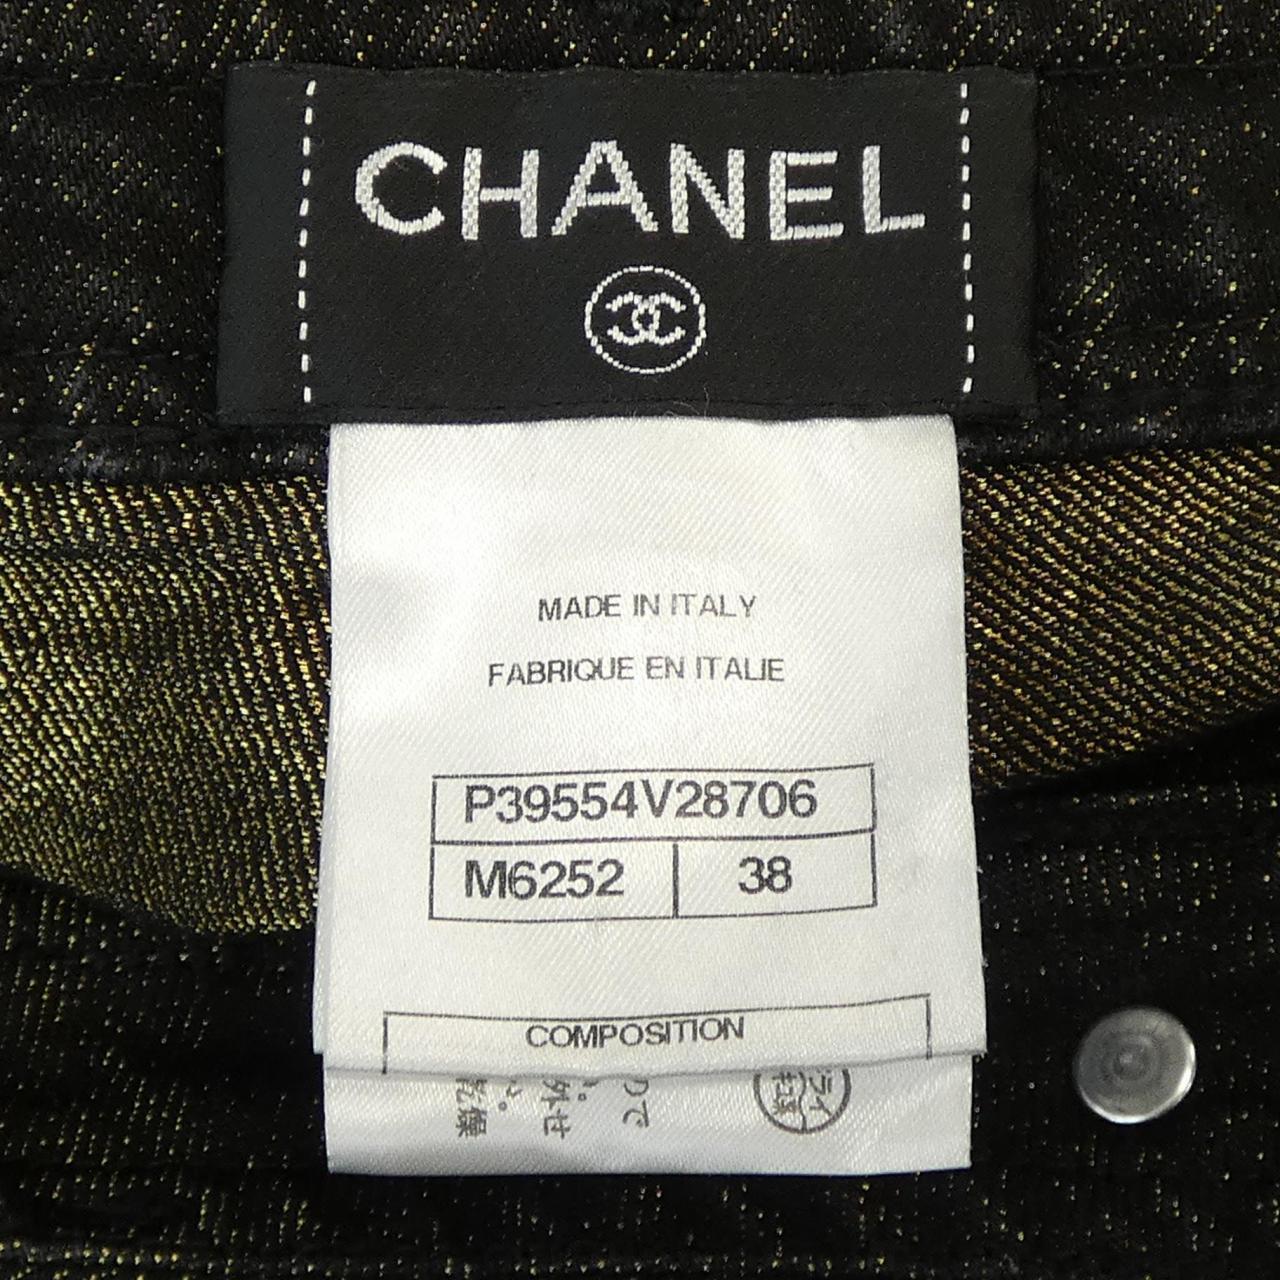 CHANEL
MADE IN ITALY
FABRIQUE EN ITALIE
P39554V28706
M6252 38
COMPOSITION